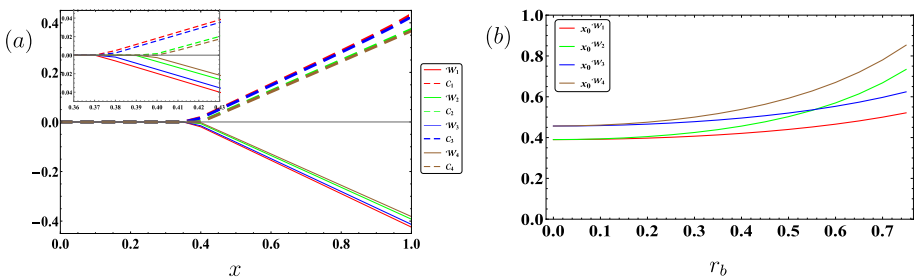 (a)
0.4
0.2
0.0
−0.2
−0.4
0.04
0.02
0.00
0.02
0.04
0.36 0.37 0.38 0.39 0.40 0.41 0.42 0.43
0.0 0.2 0.4 0.6 0.8 1.0
x
W₁
C₁
W₂
C₂
W₃
C₃
W₄
C₄
(b)
1.0
0.8
0.6
0.4
0.2
0.0
x₀^W₁
x₀^W₂
x₀^W₃
x₀^W₄
0.0 0.1 0.2 0.3 0.4 0.5 0.6 0.7
r_b